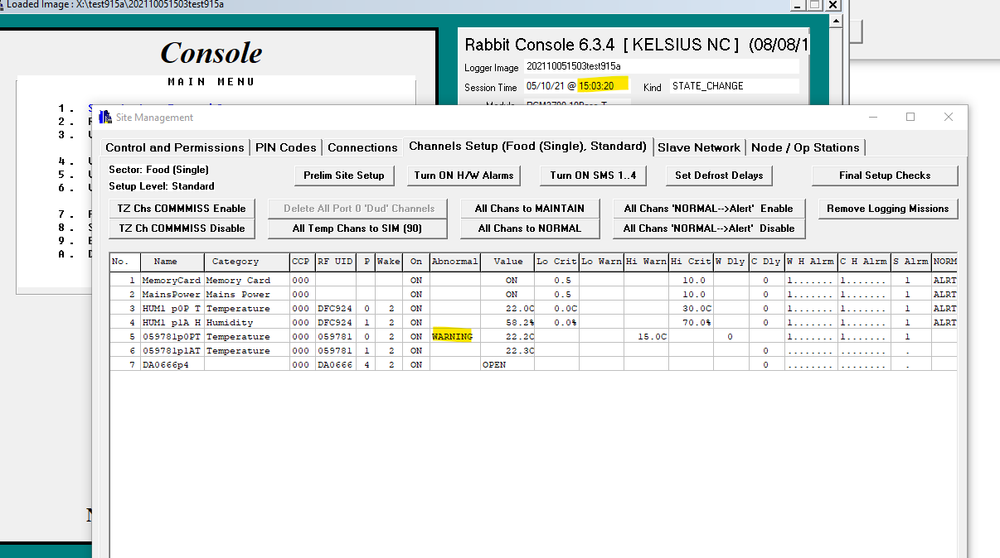 Loaded Image : X:\test915a\202110051503test915a
Console
MAIN MENU
1.
2.
3.
4.
5.
6.
7.
8.
9.
A.
Rabbit Console 6.3.4 [ KELSIUS NC ] (08/08/1
Logger Image 202110051503test915a
Session Time 05/10/21 @ 15:03:20 Kind STATE_CHANGE
Site Management
Control and Permissions PIN Codes Connections Channels Setup (Food (Single), Standard) Slave Network Node / Op Stations
Sector: Food (Single)
Setup Level: Standard
Prelim Site Setup Turn ON H/W Alarms Turn ON SMS 1..4 Set Defrost Delays Final Setup Checks
TZ Chs COMMMISS Enable Delete All Port 0 'Dud' Channels All Chans to MAINTAIN All Chans 'NORMAL-->Alert' Enable Remove Logging Missions
TZ Ch COMMMISS Disable All Temp Chans to SIM (90) All Chans to NORMAL All Chans 'NORMAL-->Alert' Disable
No. Name Category CCP RF UID P Wake On Abnormal Value Lo Crit Lo Warn Hi Warn Hi Crit W Dly C Dly W H Alrm C H Alrm S Alrm NORM
1 MemoryCard Memory Card 000 ON ON 0.5 10.0 0 1....... 1....... 1 ALRT
2 MainsPower Mains Power 000 ON ON 0.5 10.0 0 1....... 1....... 1 ALRT
3 HUM1 p0P T Temperature 000 DFC924 0 2 ON 22.0C 0.0C 30.0C 0 1....... 1....... 1 ALRT
4 HUM1 p1A H Humidity 000 DFC924 1 2 ON 58.2% 0.0% 70.0% 0 1....... 1....... 1 ALRT
5 059781p0PT Temperature 000 059781 0 2 ON WARNING 22.2C 15.0C 0 1....... 1....... 1
6 059781p1AT Temperature 000 059781 1 2 ON 22.3C 0 ........ ........ .
7 DA0666p4 000 DA0666 4 2 ON OPEN 0 ........ ........ .